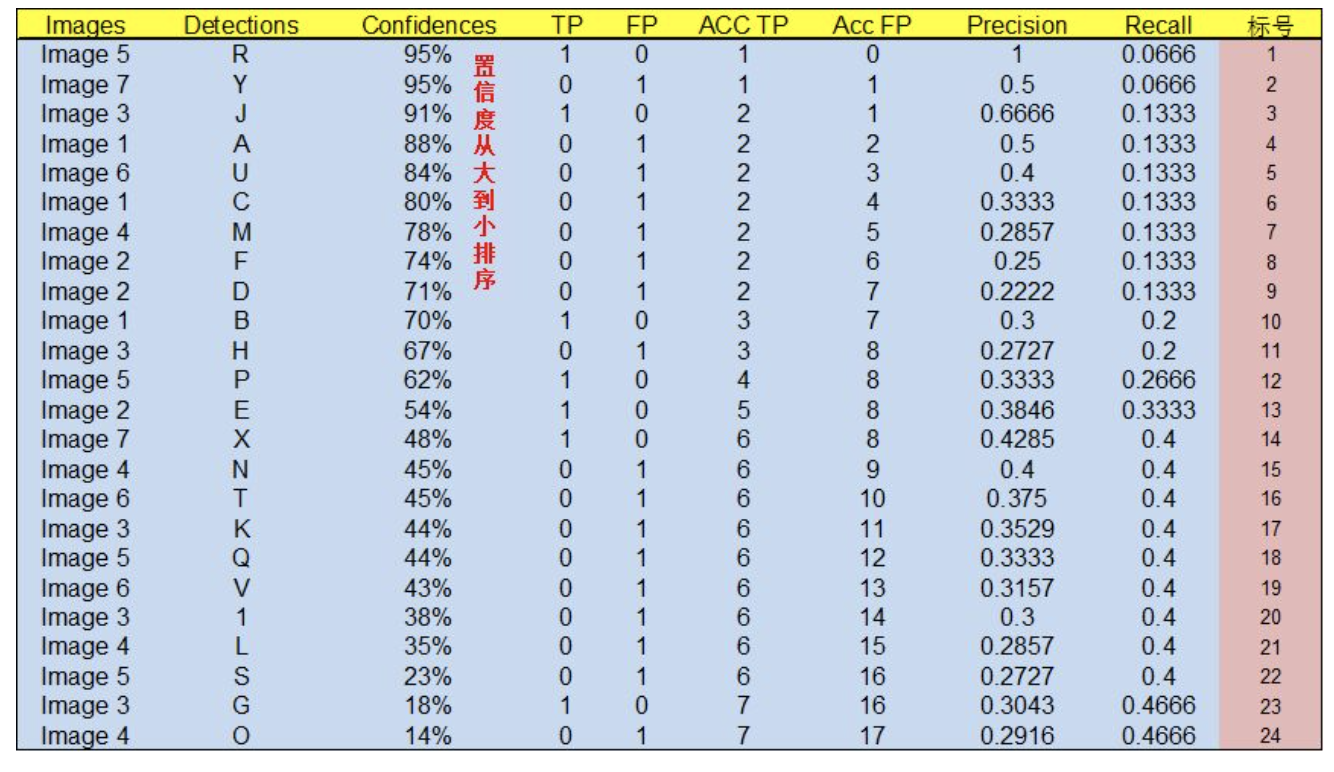 Images Detections Confidences TP FP ACC TP Acc FP Precision Recall 标号
Image 5 R 95% 1 0 1 0 1 0.0666 1
Image 7 Y 95% 0 1 1 1 0.5 0.0666 2
Image 3 J 91% 1 0 2 1 0.6666 0.1333 3
Image 1 A 88% 0 1 2 2 0.5 0.1333 4
Image 6 U 84% 0 1 2 3 0.4 0.1333 5
Image 1 C 80% 0 1 2 4 0.3333 0.1333 6
Image 4 M 78% 0 1 2 5 0.2857 0.1333 7
Image 2 F 74% 0 1 2 6 0.25 0.1333 8
Image 2 D 71% 0 1 2 7 0.2222 0.1333 9
Image 1 B 70% 1 0 3 7 0.3 0.2 10
Image 3 H 67% 0 1 3 8 0.2727 0.2 11
Image 5 P 62% 1 0 4 8 0.3333 0.2666 12
Image 2 E 54% 1 0 5 8 0.3846 0.3333 13
Image 7 X 48% 1 0 6 8 0.4285 0.4 14
Image 4 N 45% 0 1 6 9 0.4 0.4 15
Image 6 T 45% 0 1 6 10 0.375 0.4 16
Image 3 K 44% 0 1 6 11 0.3529 0.4 17
Image 5 Q 44% 0 1 6 12 0.3333 0.4 18
Image 6 V 43% 0 1 6 13 0.3157 0.4 19
Image 3 1 38% 0 1 6 14 0.3 0.4 20
Image 4 L 35% 0 1 6 15 0.2857 0.4 21
Image 5 S 23% 0 1 6 16 0.2727 0.4 22
Image 3 G 18% 1 0 7 16 0.3043 0.4666 23
Image 4 O 14% 0 1 7 17 0.2916 0.4666 24
置信度从大到小排序